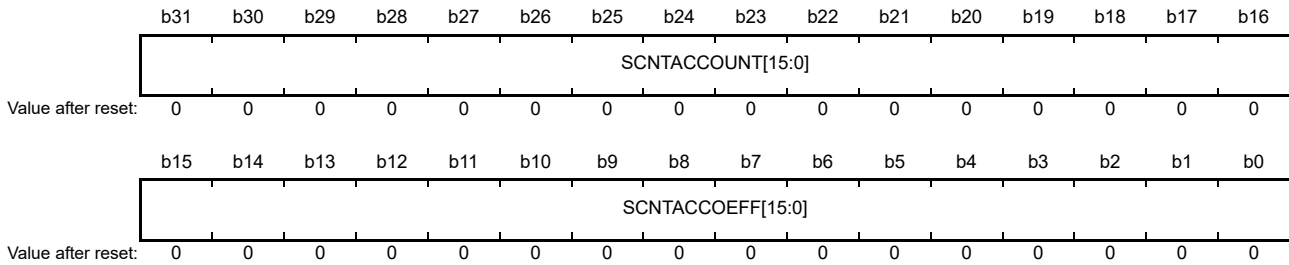 b31 b30 b29 b28 b27 b26 b25 b24 b23 b22 b21 b20 b19 b18 b17 b16
SCNTACCOUNT[15:0]
Value after reset: 0 0 0 0 0 0 0 0 0 0 0 0 0 0 0 0
b15 b14 b13 b12 b11 b10 b9 b8 b7 b6 b5 b4 b3 b2 b1 b0
SCNTACCOEFF[15:0]
Value after reset: 0 0 0 0 0 0 0 0 0 0 0 0 0 0 0 0